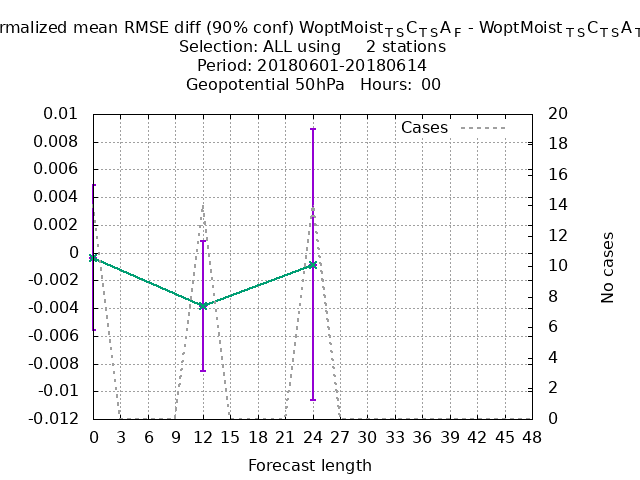 rmalized mean RMSE diff (90% conf) WoptMoist_TSC_TSA_F - WoptMoist_TSC_TSA_T
Selection: ALL using 2 stations
Period: 20180601-20180614
Geopotential 50hPa Hours: 00
Cases
0.01
0.008
0.006
0.004
0.002
0
-0.002
-0.004
-0.006
-0.008
-0.01
-0.012
20
18
16
14
12
10
8
6
4
2
0
No cases
0 3 6 9 12 15 18 21 24 27 30 33 36 39 42 45 48
Forecast length